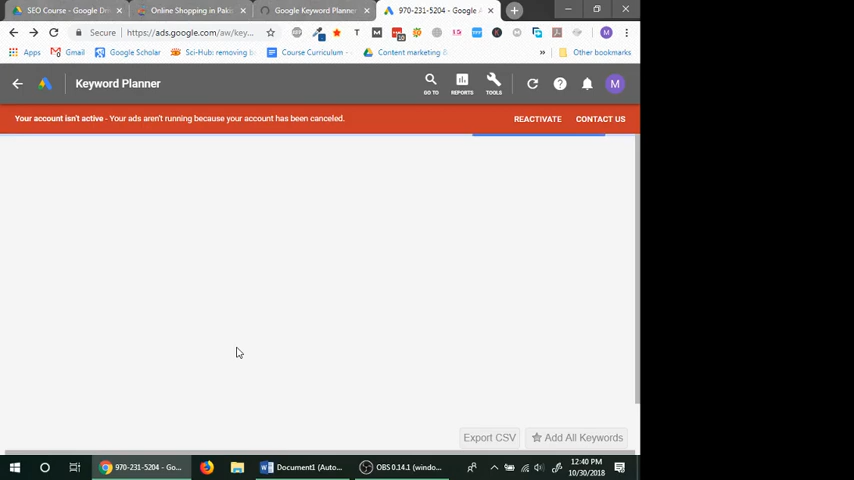 SEO Course - Google Dri
Online Shopping in Paki
Google Keyword Planner
970-231-5204 - Google A
Secure
https://ads.google.com/aw/key...
Apps
Gmail
Google Scholar
Sci-Hub: removing b
Course Curriculum -
Content marketing &
»
Other bookmarks
Keyword Planner
GO TO
REPORTS
TOOLS
M
Your account isn't active - Your ads aren't running because your account has been canceled.
REACTIVATE
CONTACT US
Export CSV
Add All Keywords
970-231-5204 - Go...
Document1 (Auto...
OBS 0.14.1 (windo...
12:40 PM
10/30/2018